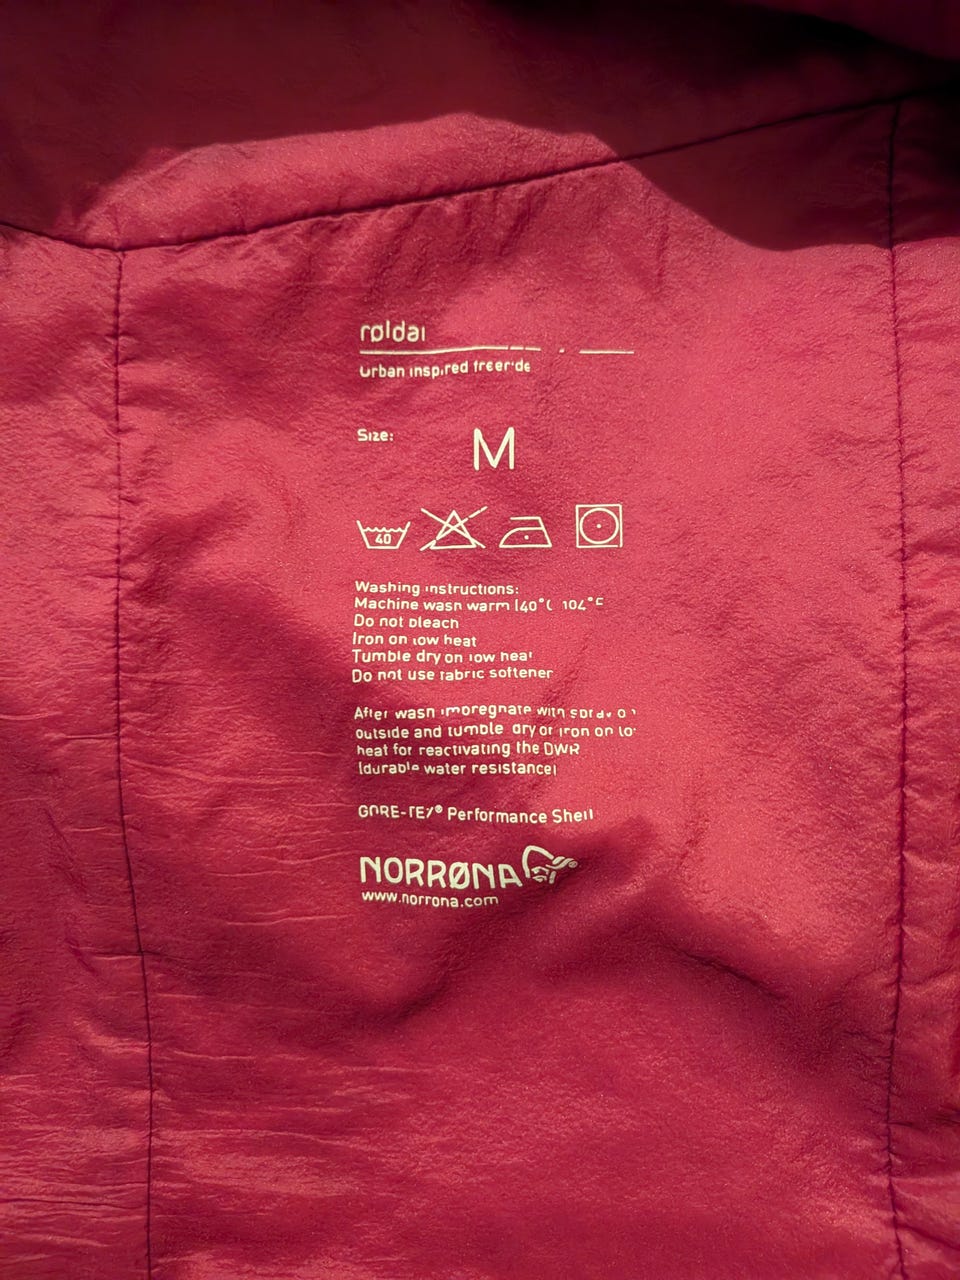 røldal
urban inspired freeride
Size: M
40
Washing instructions:
Machine wash warm (40°C 104°F
Do not bleach
Iron on low heat
Tumble dry on low heat
Do not use fabric softener
After wash impregnate with spray on
outside and tumble dry or iron on low
heat for reactivating the DWR
(durable water resistance)
GORE-TEX® Performance Shell
NORRØNA
www.norrona.com